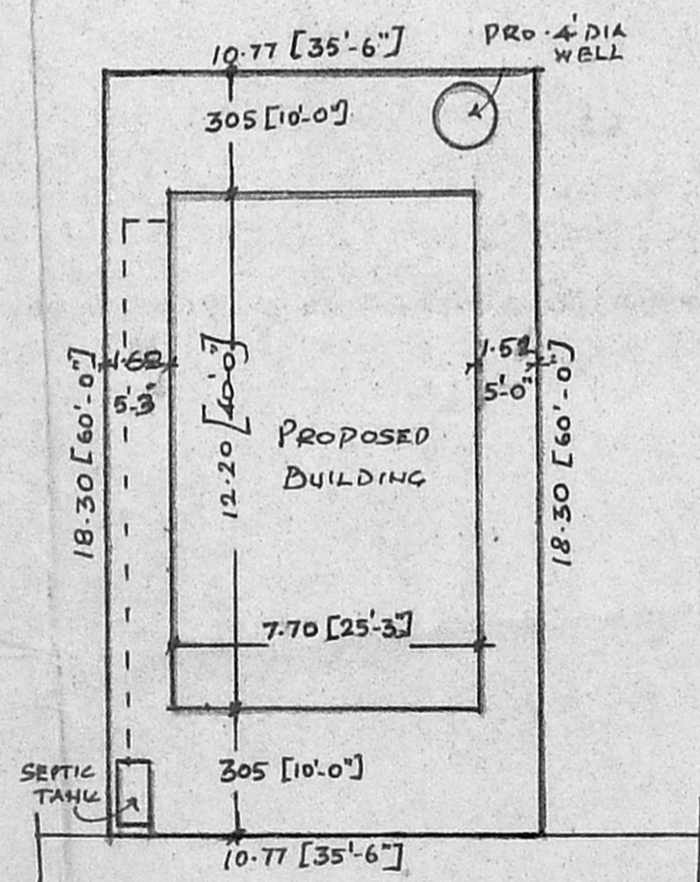 10.77 [35'-6"]
PRO. 4' DIA
WELL
305 [10'-0"]
18.30 [60'-0"]
1.62
5'-3"
12.20 [40'-0"]
PROPOSED
BUILDING
1.52
5'-0"
18.30 [60'-0"]
7.70 [25'-3"]
SEPTIC
TANK
305 [10'-0"]
10.77 [35'-6"]